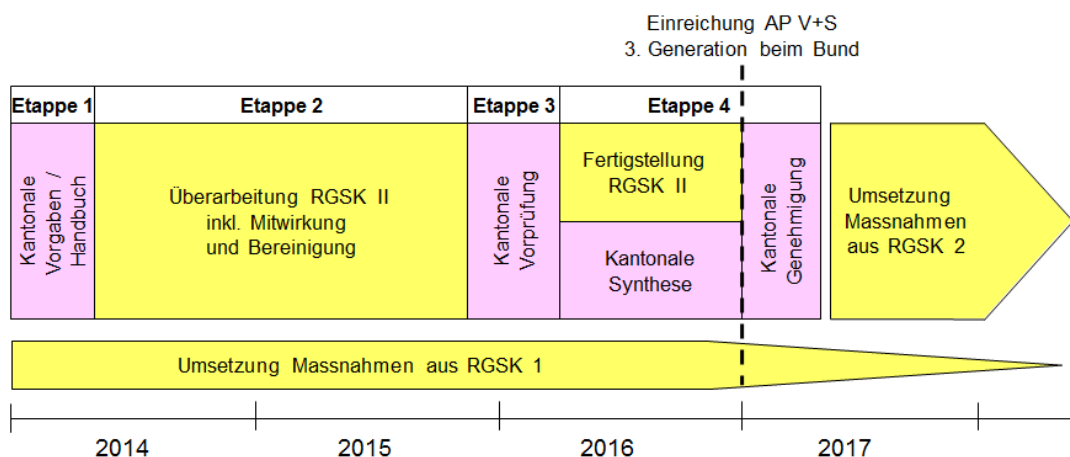 Einreichung AP V+S
3. Generation beim Bund
Etappe 1
Etappe 2
Etappe 3
Etappe 4
Kantonale
Vorgaben /
Handbuch
Überarbeitung RGSK II
inkl. Mitwirkung
und Bereinigung
Kantonale
Vorprüfung
Fertigstellung
RGSK II
Kantonale
Synthese
Kantonale
Genehmigung
Umsetzung
Massnahmen
aus RGSK 2
Umsetzung Massnahmen aus RGSK 1
2014
2015
2016
2017